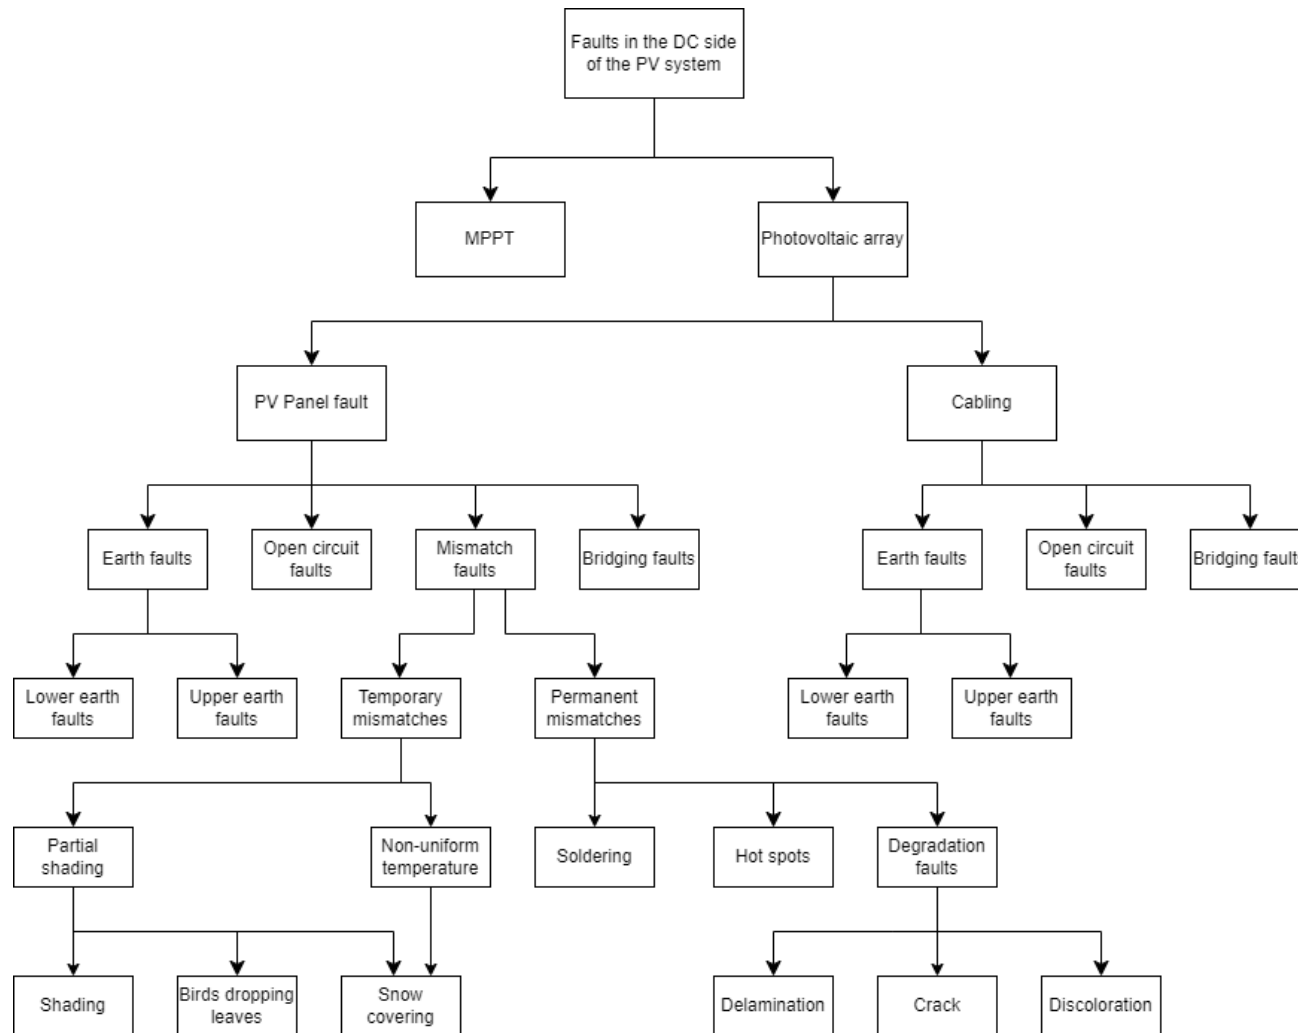 Faults in the DC side
of the PV system
MPPT
Photovoltaic array
PV Panel fault
Cabling
Earth faults
Open circuit
faults
Mismatch
faults
Bridging faults
Earth faults
Open circuit
faults
Bridging fault
Lower earth
faults
Upper earth
faults
Temporary
mismatches
Permanent
mismatches
Lower earth
faults
Upper earth
faults
Partial
shading
Non-uniform
temperature
Soldering
Hot spots
Degradation
faults
Shading
Birds dropping
leaves
Snow
covering
Delamination
Crack
Discoloration